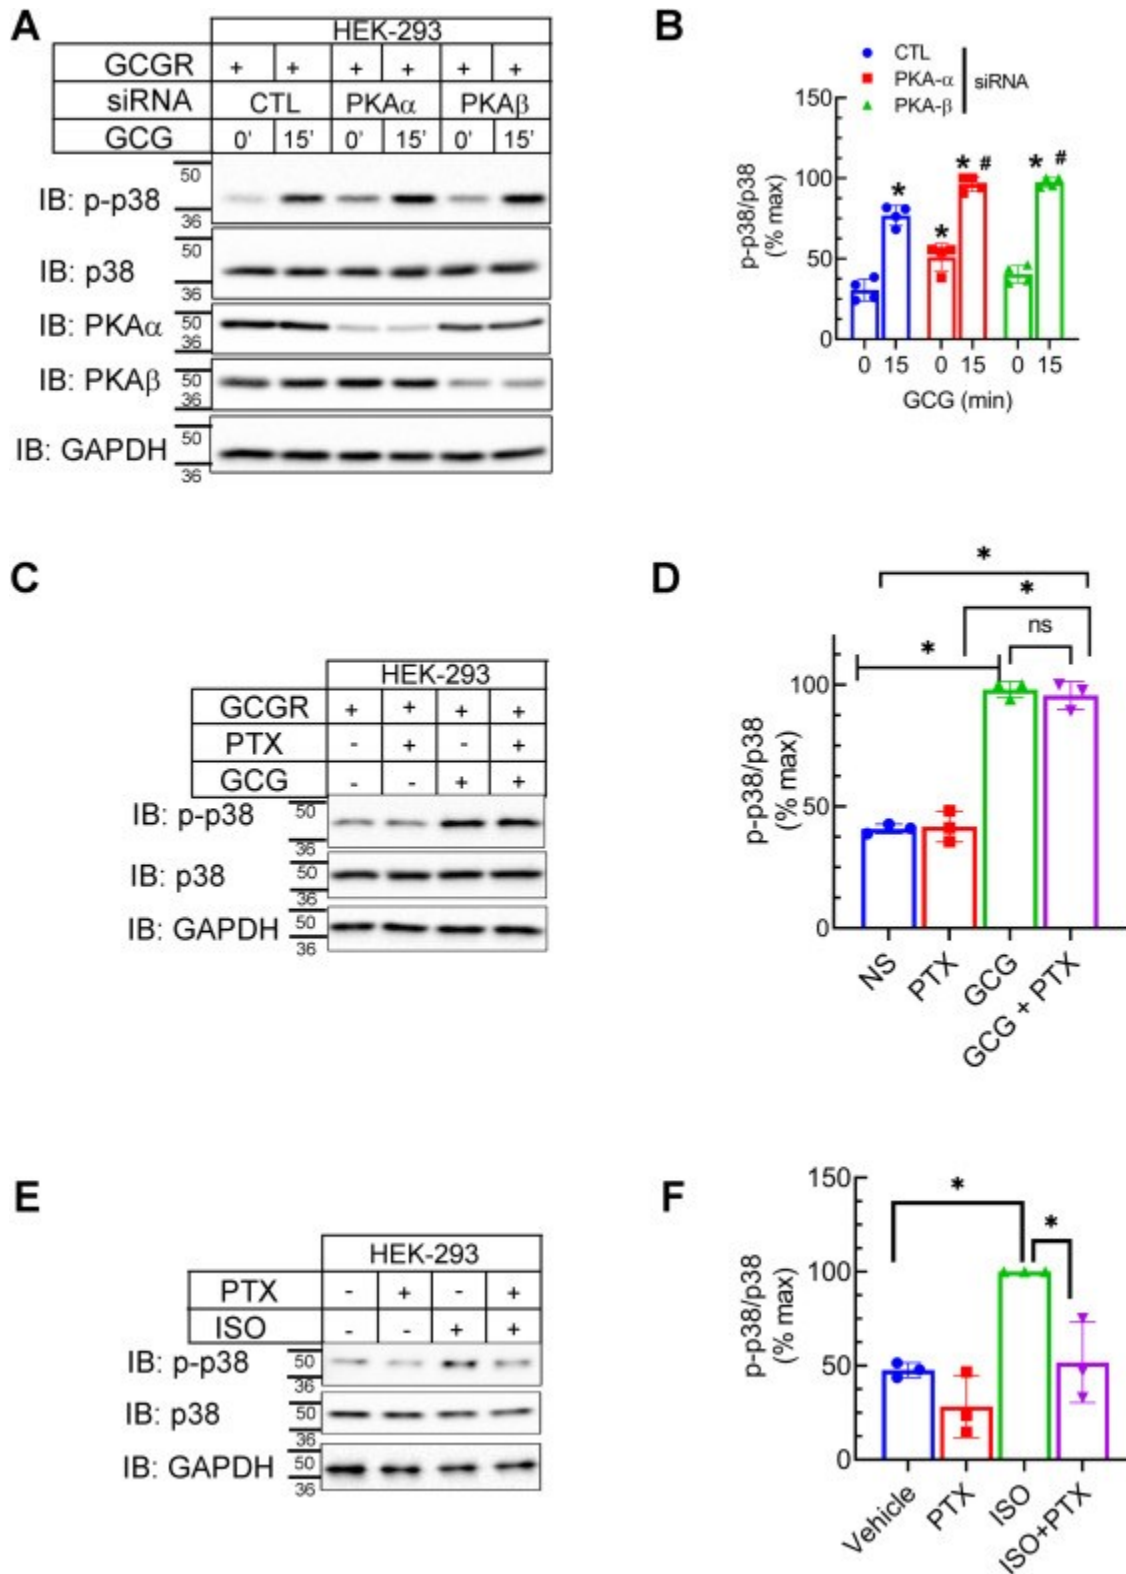 A
HEK-293
GCGR + + + + + +
siRNA CTL PKAα PKAβ
GCG 0' 15' 0' 15' 0' 15'
IB: p-p38 50 36
IB: p38 50 36
IB: PKAα 50 36
IB: PKAβ 50 36
IB: GAPDH 50 36
B
CTL
PKA-α
PKA-β
siRNA
p-p38/p38
(% max)
150
100
50
0
* * * # * #
0 15 0 15 0 15
GCG (min)
C
HEK-293
GCGR + + + +
PTX - + - +
GCG - - + +
IB: p-p38 50 36
IB: p38 50 36
IB: GAPDH 50 36
D
*
*
ns
*
p-p38/p38
(% max)
100
50
0
NS PTX GCG GCG + PTX
E
HEK-293
PTX - + - +
ISO - - + +
IB: p-p38 50 36
IB: p38 50 36
IB: GAPDH 50 36
F
*
*
p-p38/p38
(% max)
150
100
50
0
Vehicle PTX ISO ISO+PTX